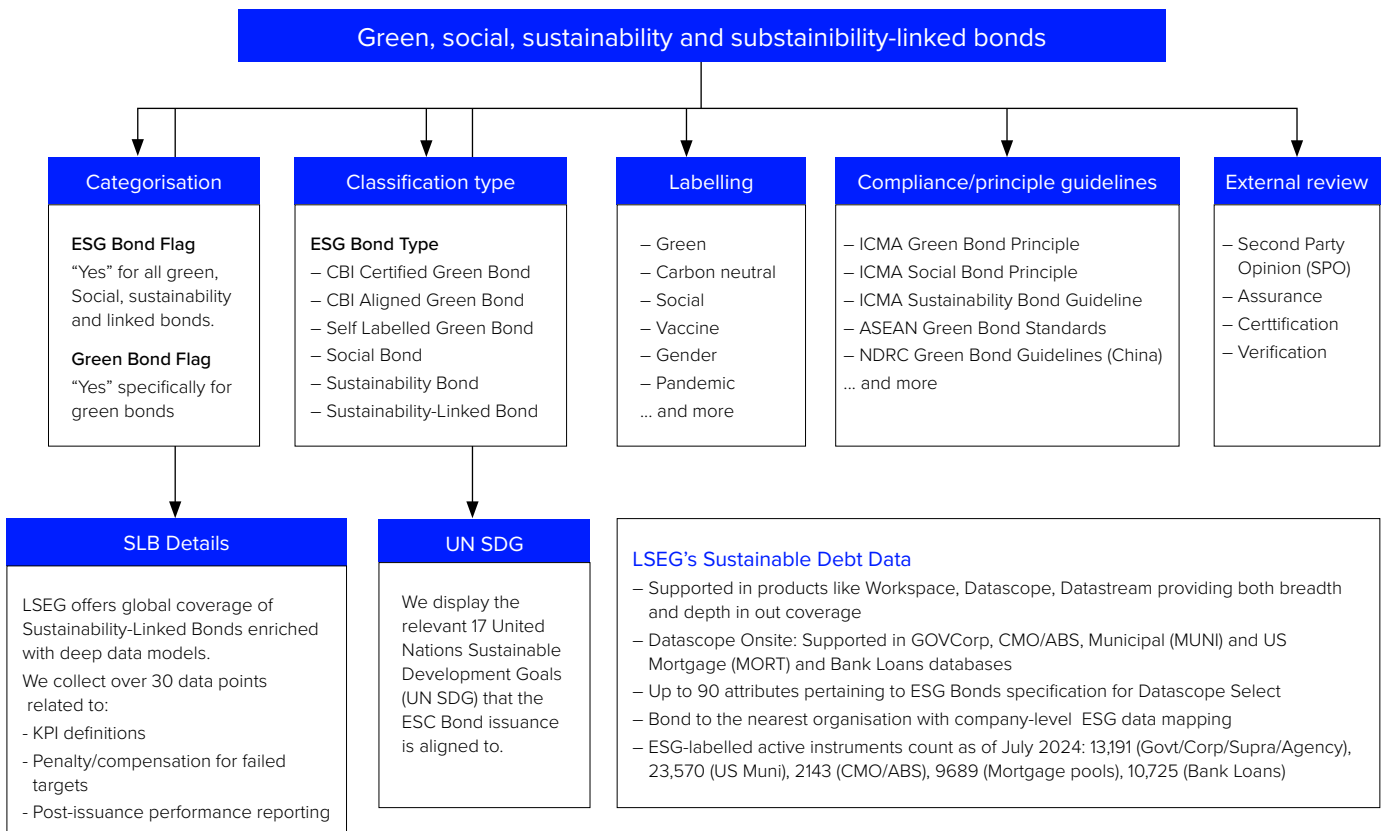 Green, social, sustainability and substainibility-linked bonds
Categorisation
ESG Bond Flag
“Yes” for all green,
Social, sustainability
and linked bonds.
Green Bond Flag
“Yes” specifically for
green bonds
Classification type
ESG Bond Type
– CBI Certified Green Bond
– CBI Aligned Green Bond
– Self Labelled Green Bond
– Social Bond
– Sustainability Bond
– Sustainability-Linked Bond
Labelling
– Green
– Carbon neutral
– Social
– Vaccine
– Gender
– Pandemic
... and more
Compliance/principle guidelines
– ICMA Green Bond Principle
– ICMA Social Bond Principle
– ICMA Sustainability Bond Guideline
– ASEAN Green Bond Standards
– NDRC Green Bond Guidelines (China)
... and more
External review
– Second Party
Opinion (SPO)
– Assurance
– Certtification
– Verification
SLB Details
LSEG offers global coverage of
Sustainability-Linked Bonds enriched
with deep data models.
We collect over 30 data points
related to:
- KPI definitions
- Penalty/compensation for failed
targets
- Post-issuance performance reporting
UN SDG
We display the
relevant 17 United
Nations Sustainable
Development Goals
(UN SDG) that the
ESC Bond issuance
is aligned to.
LSEG’s Sustainable Debt Data
– Supported in products like Workspace, Datascope, Datastream providing both breadth
and depth in out coverage
– Datascope Onsite: Supported in GOVCorp, CMO/ABS, Municipal (MUNI) and US
Mortgage (MORT) and Bank Loans databases
– Up to 90 attributes pertaining to ESG Bonds specification for Datascope Select
– Bond to the nearest organisation with company-level ESG data mapping
– ESG-labelled active instruments count as of July 2024: 13,191 (Govt/Corp/Supra/Agency),
23,570 (US Muni), 2143 (CMO/ABS), 9689 (Mortgage pools), 10,725 (Bank Loans)